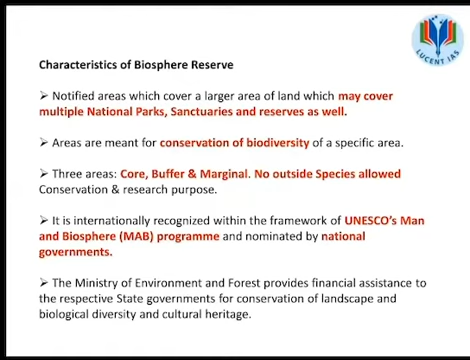 LUCENT IAS
Characteristics of Biosphere Reserve
➢ Notified areas which cover a larger area of land which may cover
multiple National Parks, Sanctuaries and reserves as well.
➢ Areas are meant for conservation of biodiversity of a specific area.
➢ Three areas: Core, Buffer & Marginal. No outside Species allowed
Conservation & research purpose.
➢ It is internationally recognized within the framework of UNESCO's Man
and Biosphere (MAB) programme and nominated by national
governments.
➢ The Ministry of Environment and Forest provides financial assistance to
the respective State governments for conservation of landscape and
biological diversity and cultural heritage.